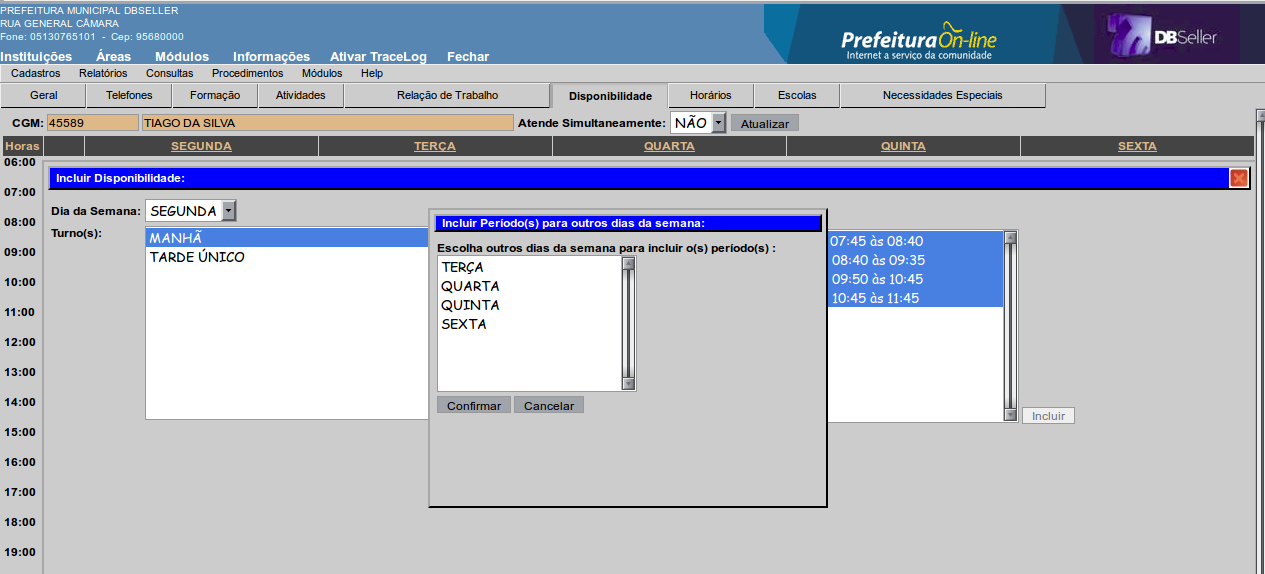 PREFEITURA MUNICIPAL DBSELLER
RUA GENERAL CÂMARA
Fone: 05130765101 - Cep: 95680000
Prefeitura On-line
Internet a serviço da comunidade
DBSeller
Instituições Áreas Módulos Informações Ativar TraceLog Fechar
Cadastros Relatórios Consultas Procedimentos Módulos Help
Geral Telefones Formação Atividades Relação de Trabalho Disponibilidade Horários Escolas Necessidades Especiais
CGM: 45589 TIAGO DA SILVA Atende Simultaneamente: NÃO Atualizar
Horas SEGUNDA TERÇA QUARTA QUINTA SEXTA
06:00
Incluir Disponibilidade:
07:00
Dia da Semana: SEGUNDA
08:00
Incluir Período(s) para outros dias da semana:
Turno(s): MANHÃ
TARDE ÚNICO
Escolha outros dias da semana para incluir o(s) período(s) :
TERÇA
QUARTA
QUINTA
SEXTA
Confirmar Cancelar
07:45 às 08:40
08:40 às 09:35
09:50 às 10:45
10:45 às 11:45
Incluir
09:00
10:00
11:00
12:00
13:00
14:00
15:00
16:00
17:00
18:00
19:00